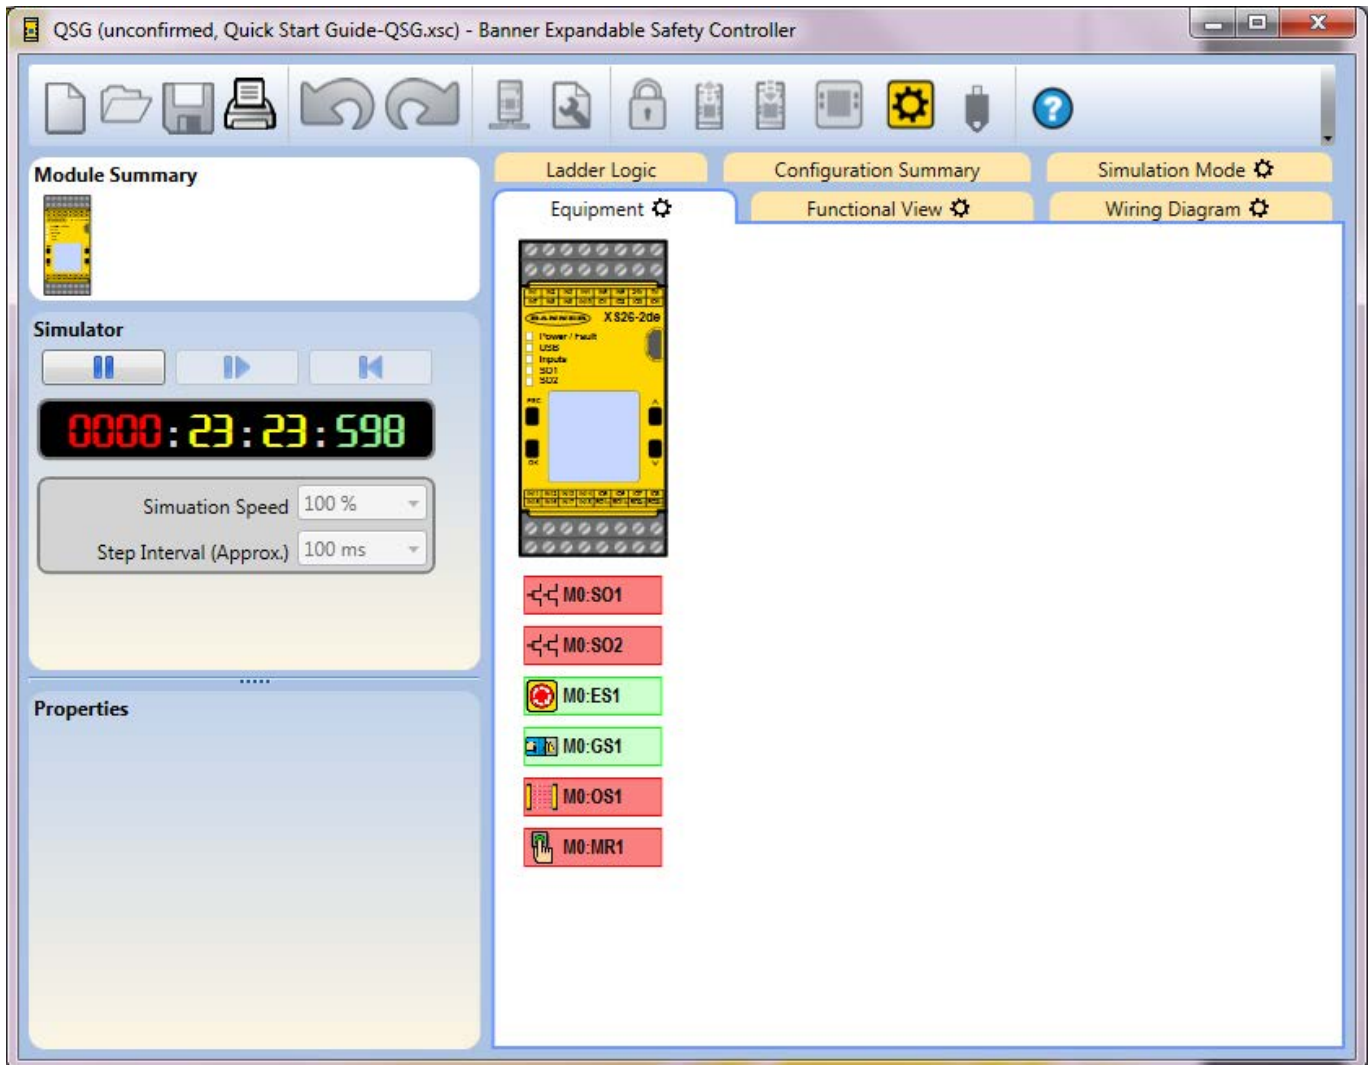 QSG (unconfirmed, Quick Start Guide-QSG.xsc) - Banner Expandable Safety Controller
Module Summary
Simulator
0000:23:23:598
Simuation Speed 100 %
Step Interval (Approx.) 100 ms
Properties
Ladder Logic Configuration Summary Simulation Mode
Equipment Functional View Wiring Diagram
BANNER XS26-2de
Power / Fault
USB
Inputs
SO1
SO2
OK
M0:SO1
M0:SO2
M0:ES1
M0:GS1
M0:OS1
M0:MR1